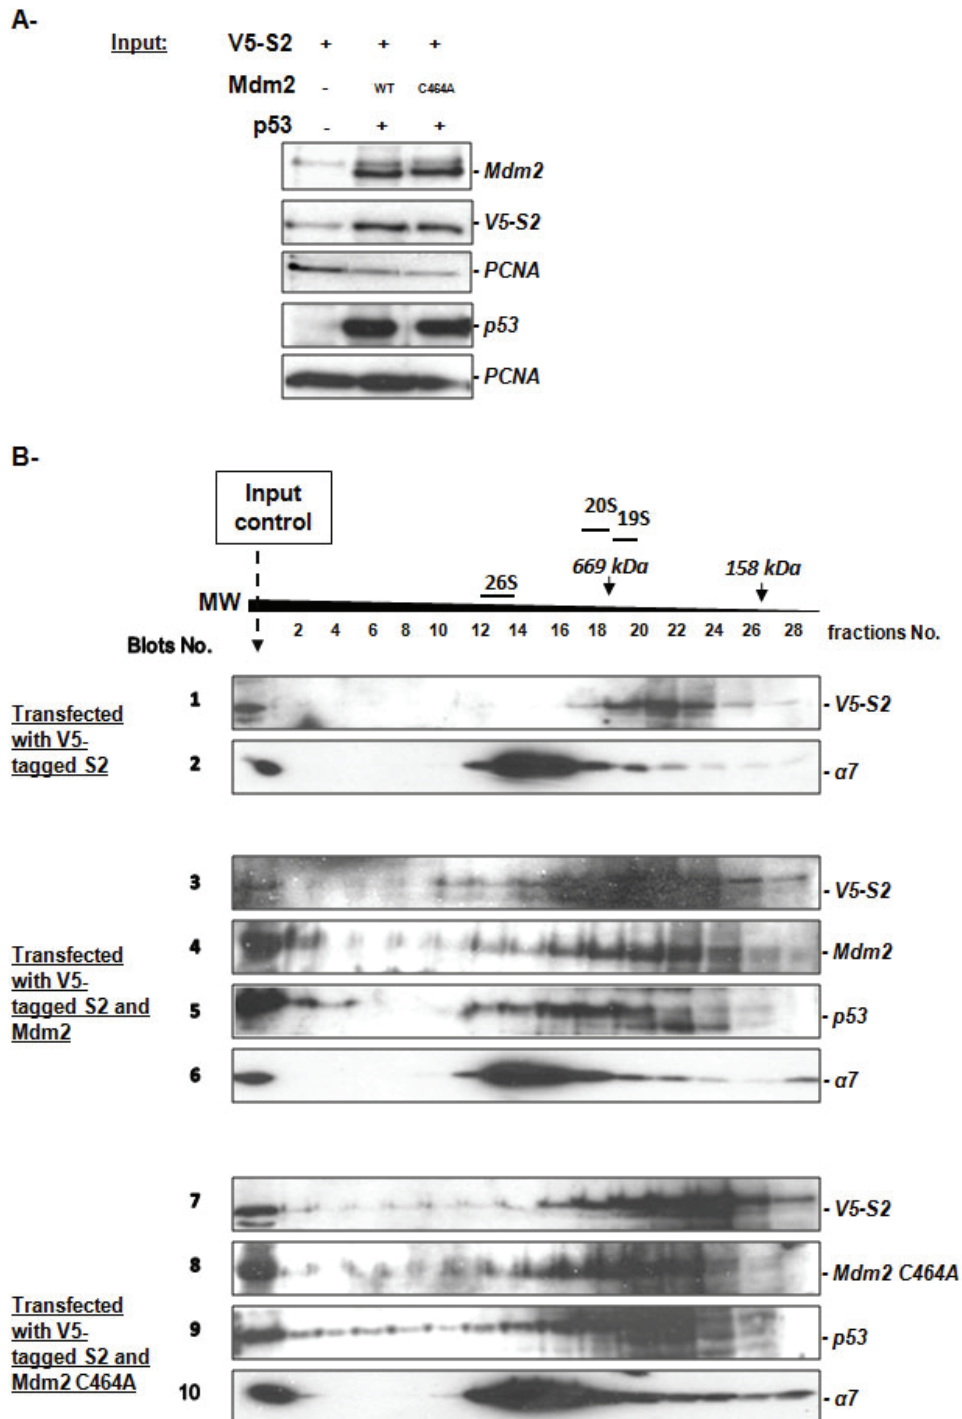 A-
Input: V5-S2 + + +
Mdm2 - WT C464A
p53 - + +
- Mdm2
- V5-S2
- PCNA
- p53
- PCNA
B-
Input
control
20S
19S
669 kDa
158 kDa
26S
MW
2 4 6 8 10 12 14 16 18 20 22 24 26 28 fractions No.
Blots No.
Transfected
with V5-
tagged S2
1 - V5-S2
2 - α7
Transfected
with V5-
tagged S2 and
Mdm2
3 - V5-S2
4 - Mdm2
5 - p53
6 - α7
Transfected
with V5-
tagged S2 and
Mdm2 C464A
7 - V5-S2
8 - Mdm2 C464A
9 - p53
10 - α7